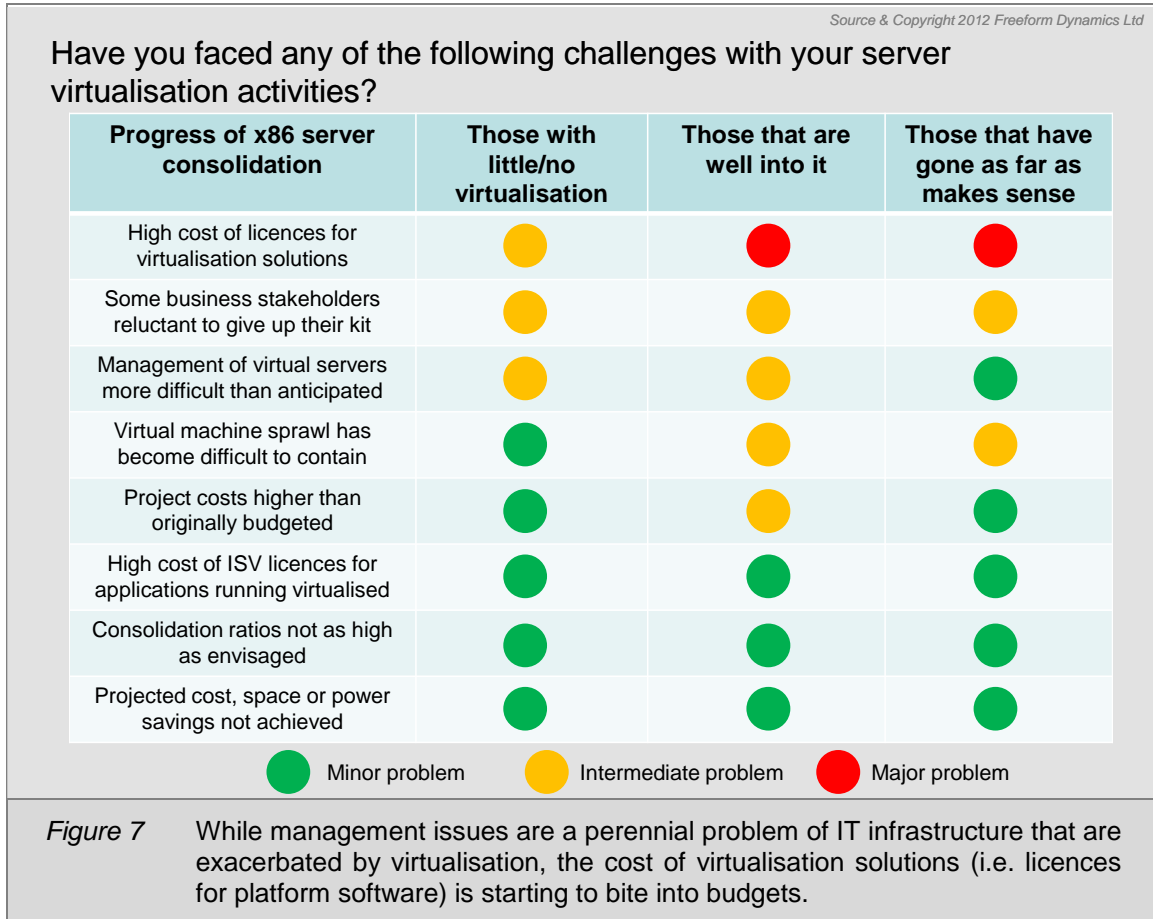 Source & Copyright 2012 Freeform Dynamics Ltd
Have you faced any of the following challenges with your server
virtualisation activities?
Progress of x86 server
consolidation
Those with
little/no
virtualisation
Those that are
well into it
Those that have
gone as far as
makes sense
High cost of licences for
virtualisation solutions
Some business stakeholders
reluctant to give up their kit
Management of virtual servers
more difficult than anticipated
Virtual machine sprawl has
become difficult to contain
Project costs higher than
originally budgeted
High cost of ISV licences for
applications running virtualised
Consolidation ratios not as high
as envisaged
Projected cost, space or power
savings not achieved
Minor problem
Intermediate problem
Major problem
Figure 7
While management issues are a perennial problem of IT infrastructure that are
exacerbated by virtualisation, the cost of virtualisation solutions (i.e. licences
for platform software) is starting to bite into budgets.